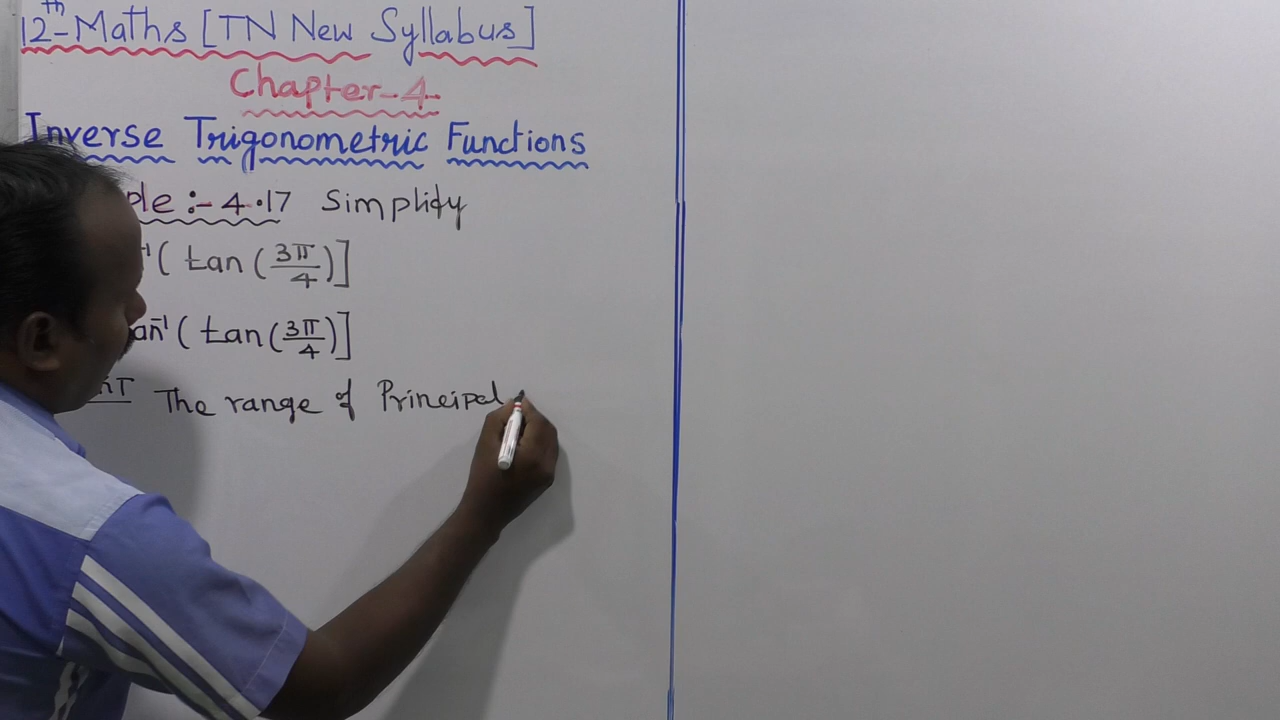 12th-Maths [TN New Syllabus]
Chapter-4-
Inverse Trigonometric Functions
ple :- 4.17 Simplify
-1( tan (3π/4)]
an-1 ( tan (3π/4)]
The range of Principal